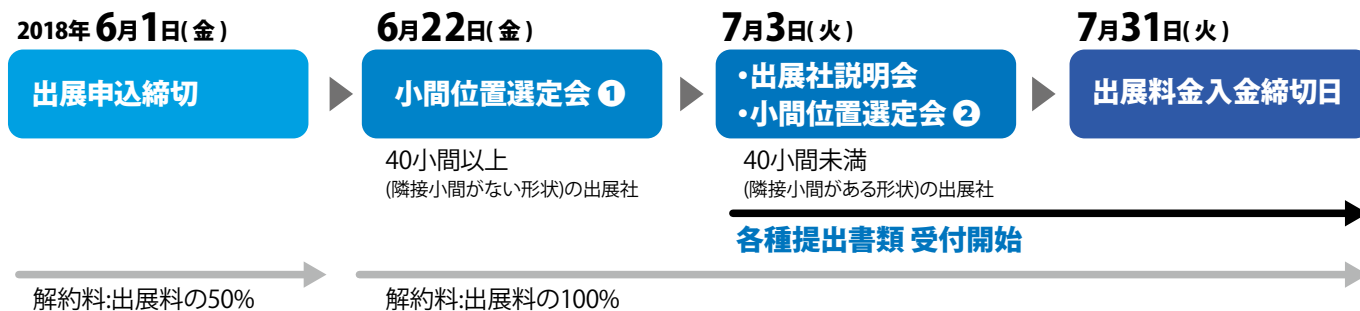 2018年 6月1日(金)
出展申込締切
6月22日(金)
小間位置選定会 ❶
40小間以上
(隣接小間がない形状)の出展社
7月3日(火)
・出展社説明会
・小間位置選定会 ❷
40小間未満
(隣接小間がある形状)の出展社
7月31日(火)
出展料金入金締切日
各種提出書類 受付開始
解約料:出展料の50%
解約料:出展料の100%